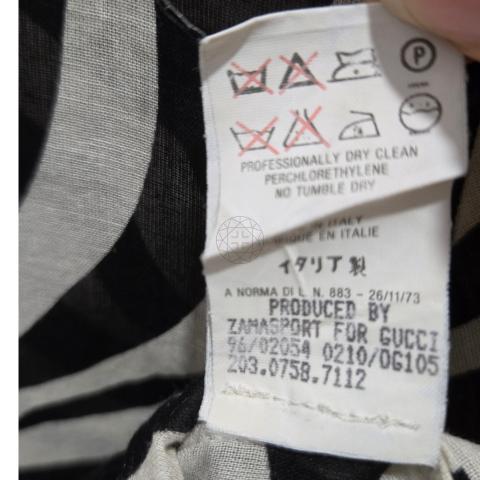 P
PROFESSIONALLY DRY CLEAN
PERCHLORETHYLENE
NO TUMBLE DRY
IN ITALY
EN ITALIE
イタリア製
A NORMA DI L. N. 883 - 26/11/73
PRODUCED BY
ZAMASPORT FOR GUCCI
96/02054 0210/OG105
203.0758.7112